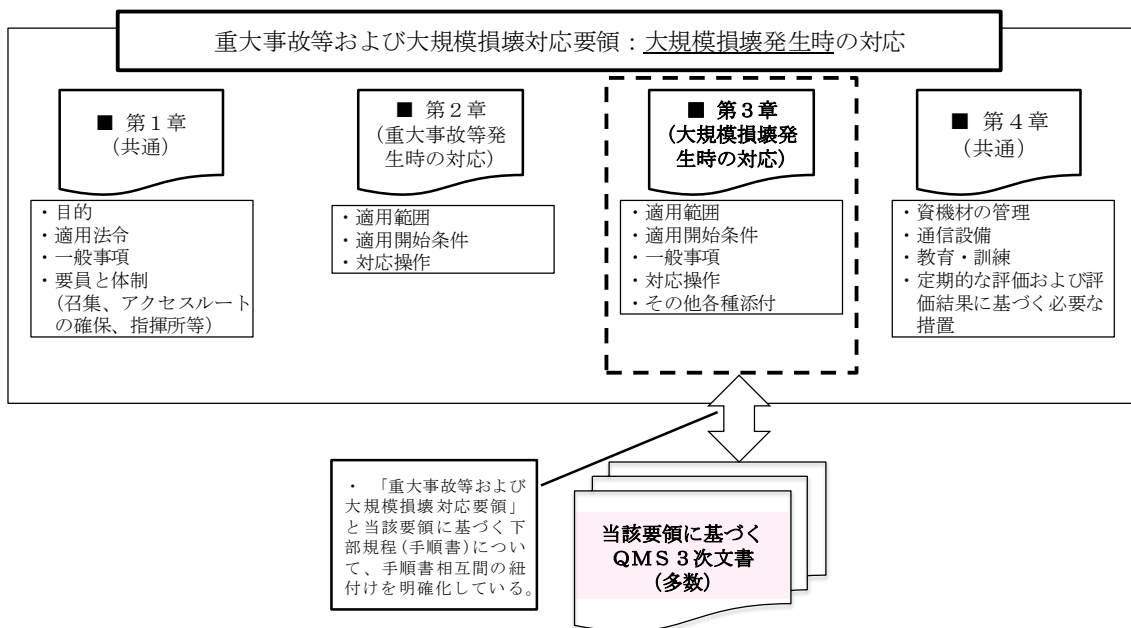 重大事故等および大規模損壊対応要領：大規模損壊発生時の対応
■ 第１章
（共通）
・目的
・適用法令
・一般事項
・要員と体制
（召集、アクセスルート
の確保、指揮所等）
■ 第２章
（重大事故等発
生時の対応）
・適用範囲
・適用開始条件
・対応操作
■ 第３章
（大規模損壊発
生時の対応）
・適用範囲
・適用開始条件
・一般事項
・対応操作
・その他各種添付
■ 第４章
（共通）
・資機材の管理
・通信設備
・教育・訓練
・定期的な評価および評
価結果に基づく必要な
措置
・ 「重大事故等および
大規模損壊対応要領」
と当該要領に基づく下
部規程（手順書）につい
て、手順書相互間の紐
付けを明確化している。
当該要領に基づく
ＱＭＳ３次文書
（多数）